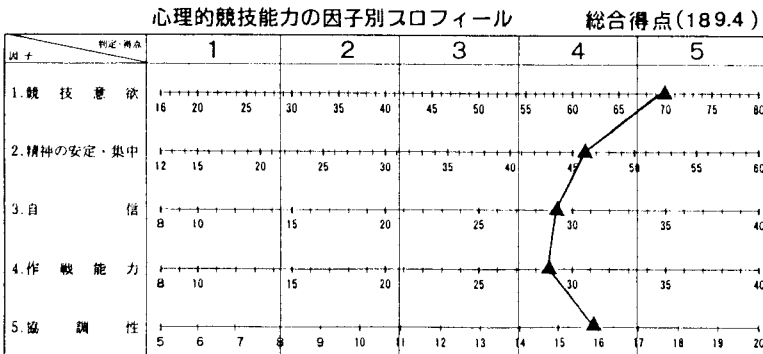 心理的競技能力の因子別プロフィール 総合得点(189.4)
判定・得点
因子
1 2 3 4 5
1.競技意欲
16 20 25 30 35 40 45 50 55 60 65 70 75 80
2.精神の安定・集中
12 15 20 25 30 35 40 45 50 55 60
3.自信
8 10 15 20 25 30 35 40
4.作戦能力
8 10 15 20 25 30 35 40
5.協調性
5 6 7 8 9 10 11 12 13 14 15 16 17 18 19 20